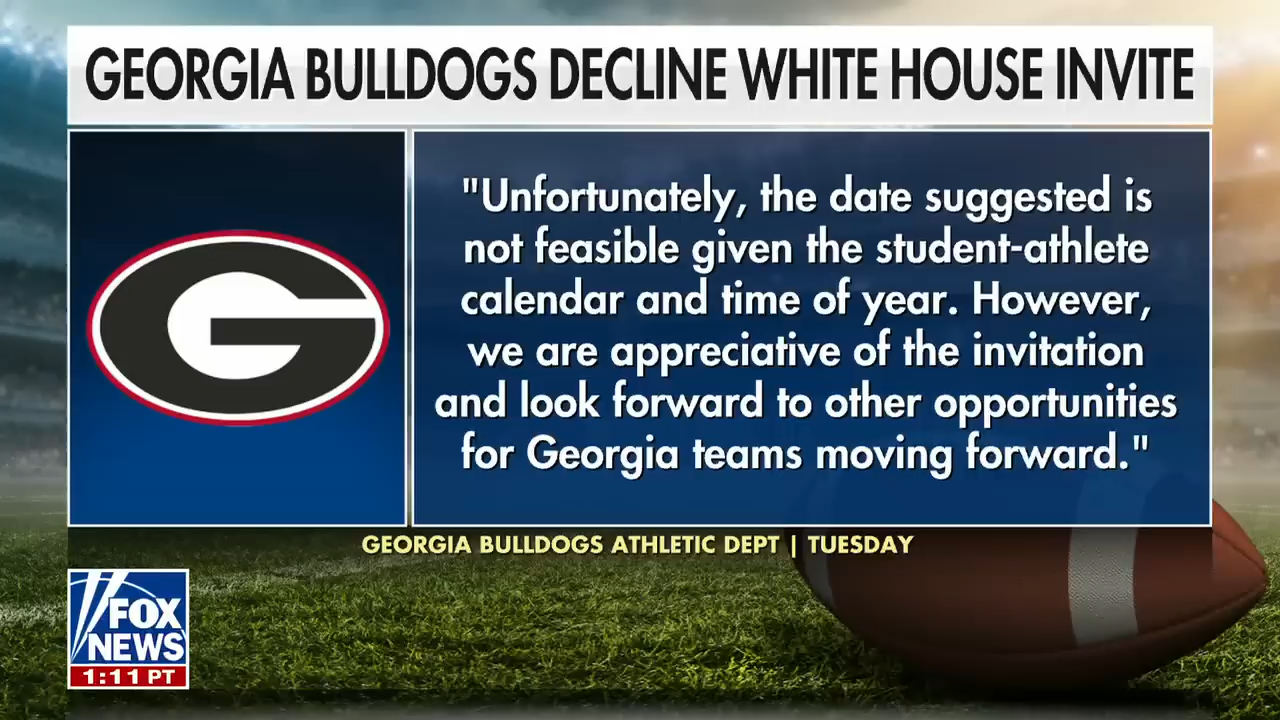 GEORGIA BULLDOGS DECLINE WHITE HOUSE INVITE
G
"Unfortunately, the date suggested is
not feasible given the student-athlete
calendar and time of year. However,
we are appreciative of the invitation
and look forward to other opportunities
for Georgia teams moving forward."
GEORGIA BULLDOGS ATHLETIC DEPT | TUESDAY
FOX
NEWS
1:11 PT